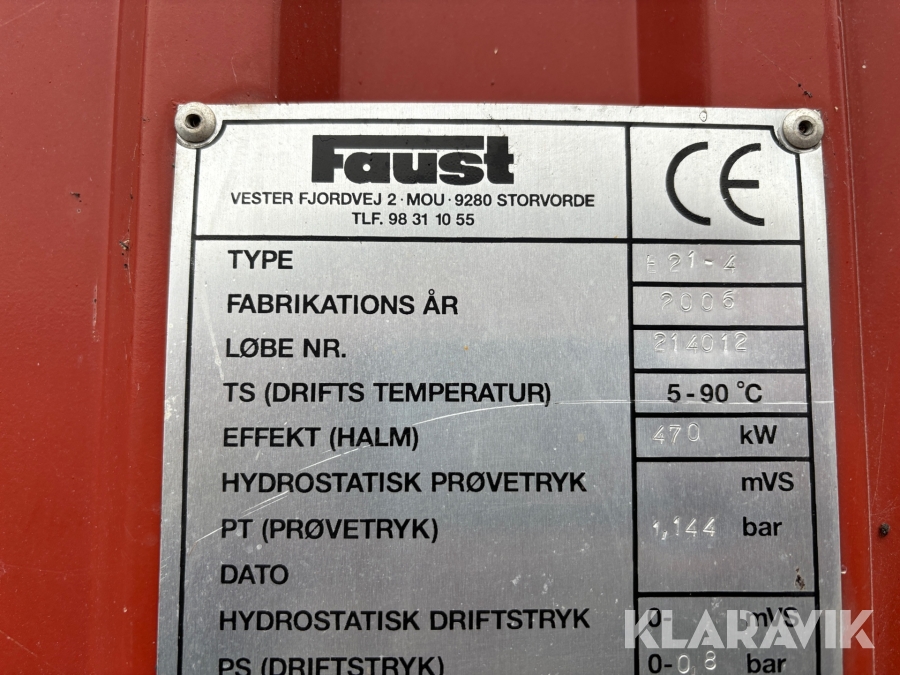 Faust
VESTER FJORDVEJ 2 · MOU · 9280 STORVORDE
TLF. 98 31 10 55
CE
TYPE 21-4
FABRIKATIONS ÅR 2006
LØBE NR. 214012
TS (DRIFTS TEMPERATUR) 5-90 °C
EFFEKT (HALM) 470 kW
HYDROSTATISK PRØVETRYK mVS
PT (PRØVETRYK) 1,144 bar
DATO
HYDROSTATISK DRIFTSTRYK 0- mVS
PS (DRIFTSTRYK) 0-0,8 bar
KLARAVIK